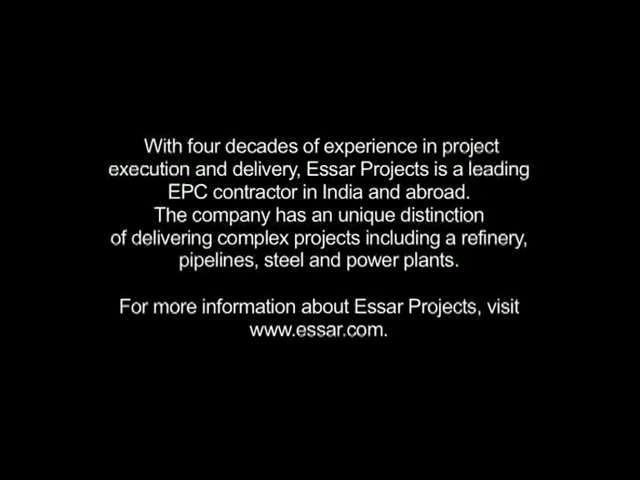 With four decades of experience in project
execution and delivery, Essar Projects is a leading
EPC contractor in India and abroad.
The company has an unique distinction
of delivering complex projects including a refinery,
pipelines, steel and power plants.
For more information about Essar Projects, visit
www.essar.com.